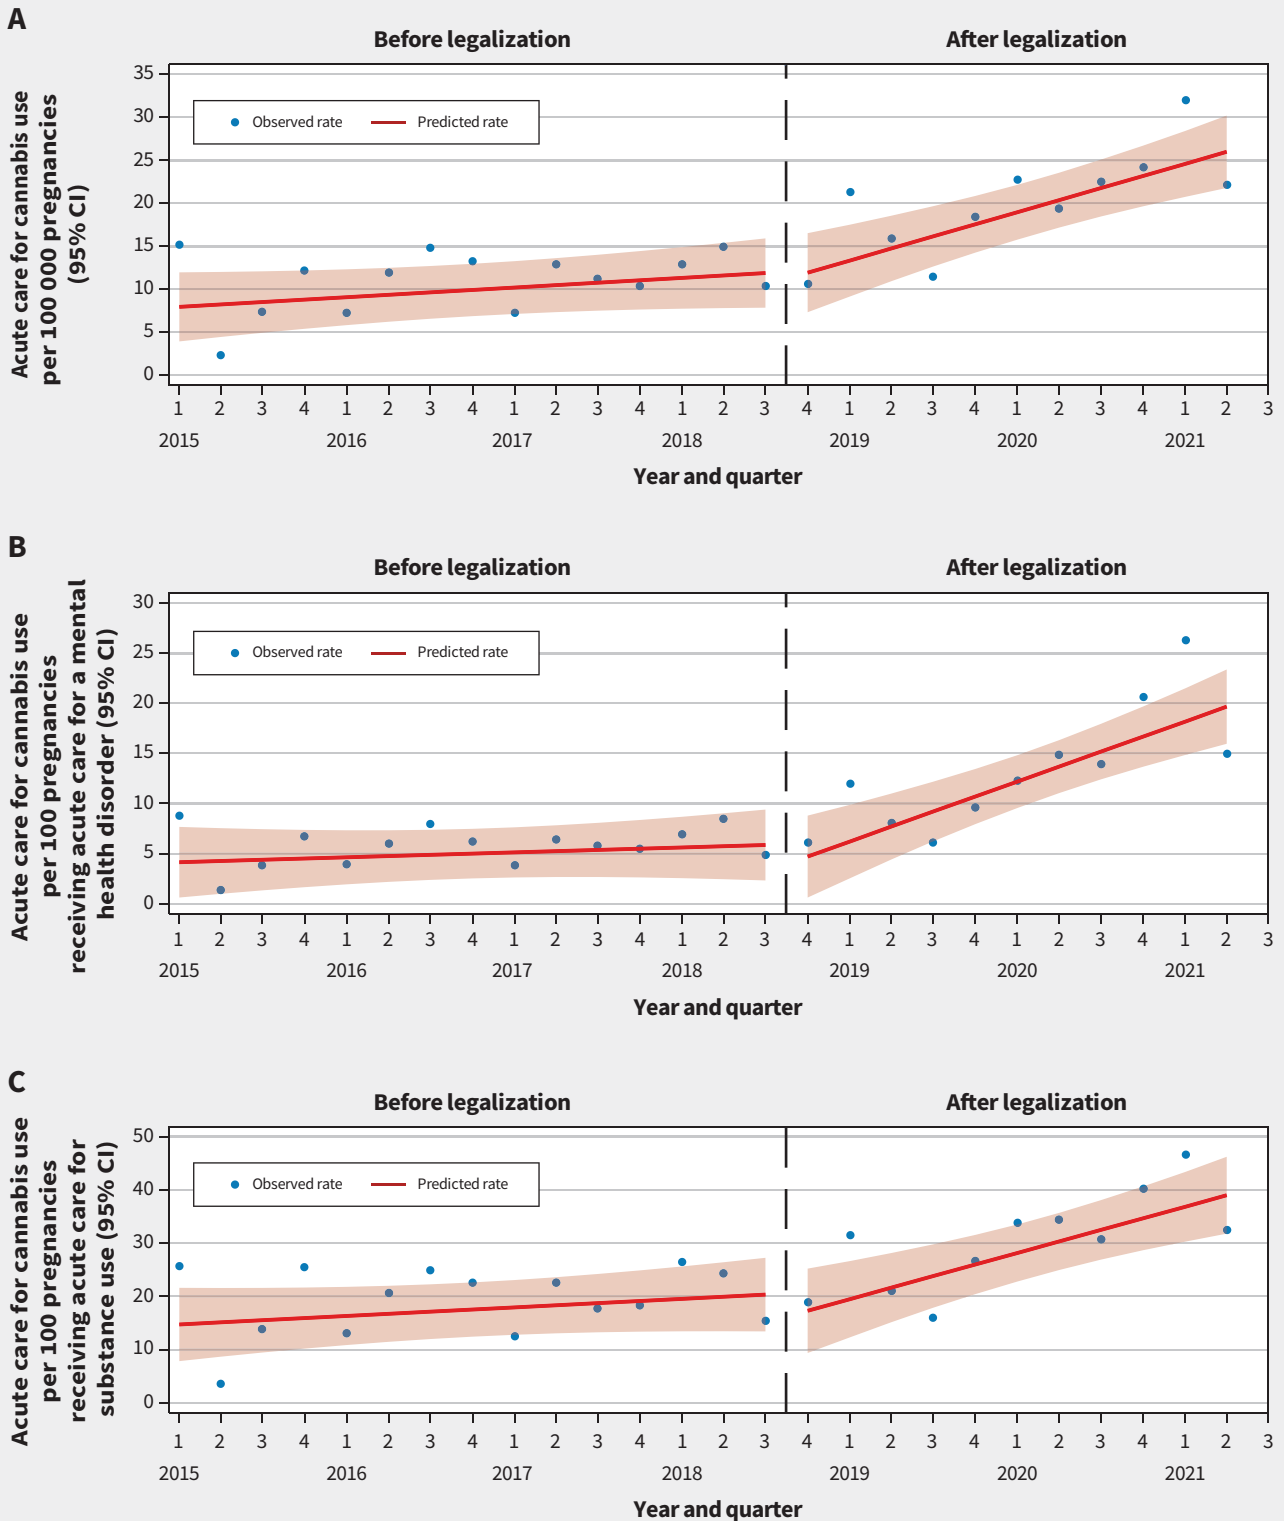 A
Before legalization
After legalization
Acute care for cannabis use
per 100 000 pregnancies
(95% CI)
35
30
25
20
15
10
5
0
Observed rate
Predicted rate
1 2 3 4 1 2 3 4 1 2 3 4 1 2 3 4 1 2 3 4 1 2 3 4 1 2 3
2015 2016 2017 2018 2019 2020 2021
Year and quarter
B
Before legalization
After legalization
Acute care for cannabis use
per 100 pregnancies
receiving acute care for a mental
health disorder (95% CI)
30
25
20
15
10
5
0
Observed rate
Predicted rate
1 2 3 4 1 2 3 4 1 2 3 4 1 2 3 4 1 2 3 4 1 2 3 4 1 2 3
2015 2016 2017 2018 2019 2020 2021
Year and quarter
C
Before legalization
After legalization
Acute care for cannabis use
per 100 pregnancies
receiving acute care for
substance use (95% CI)
50
40
30
20
10
0
Observed rate
Predicted rate
1 2 3 4 1 2 3 4 1 2 3 4 1 2 3 4 1 2 3 4 1 2 3 4 1 2 3
2015 2016 2017 2018 2019 2020 2021
Year and quarter